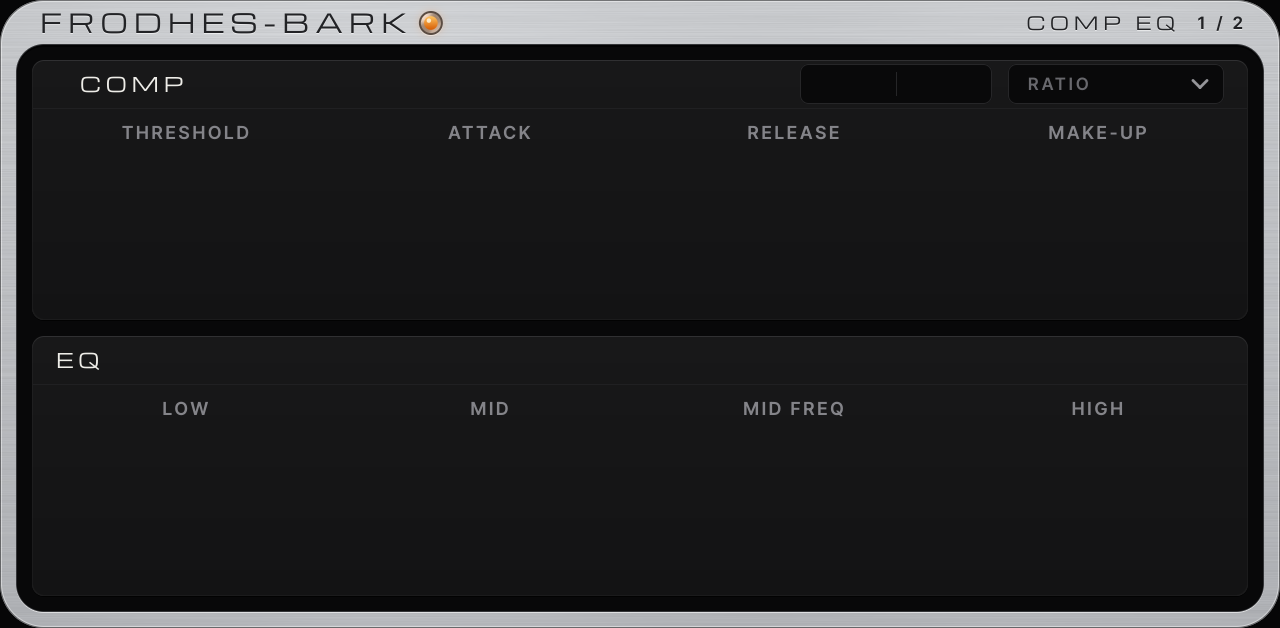 FRODHES-BARK COMP EQ 1 / 2
COMP RATIO
THRESHOLD ATTACK RELEASE MAKE-UP
EQ
LOW MID MID FREQ HIGH